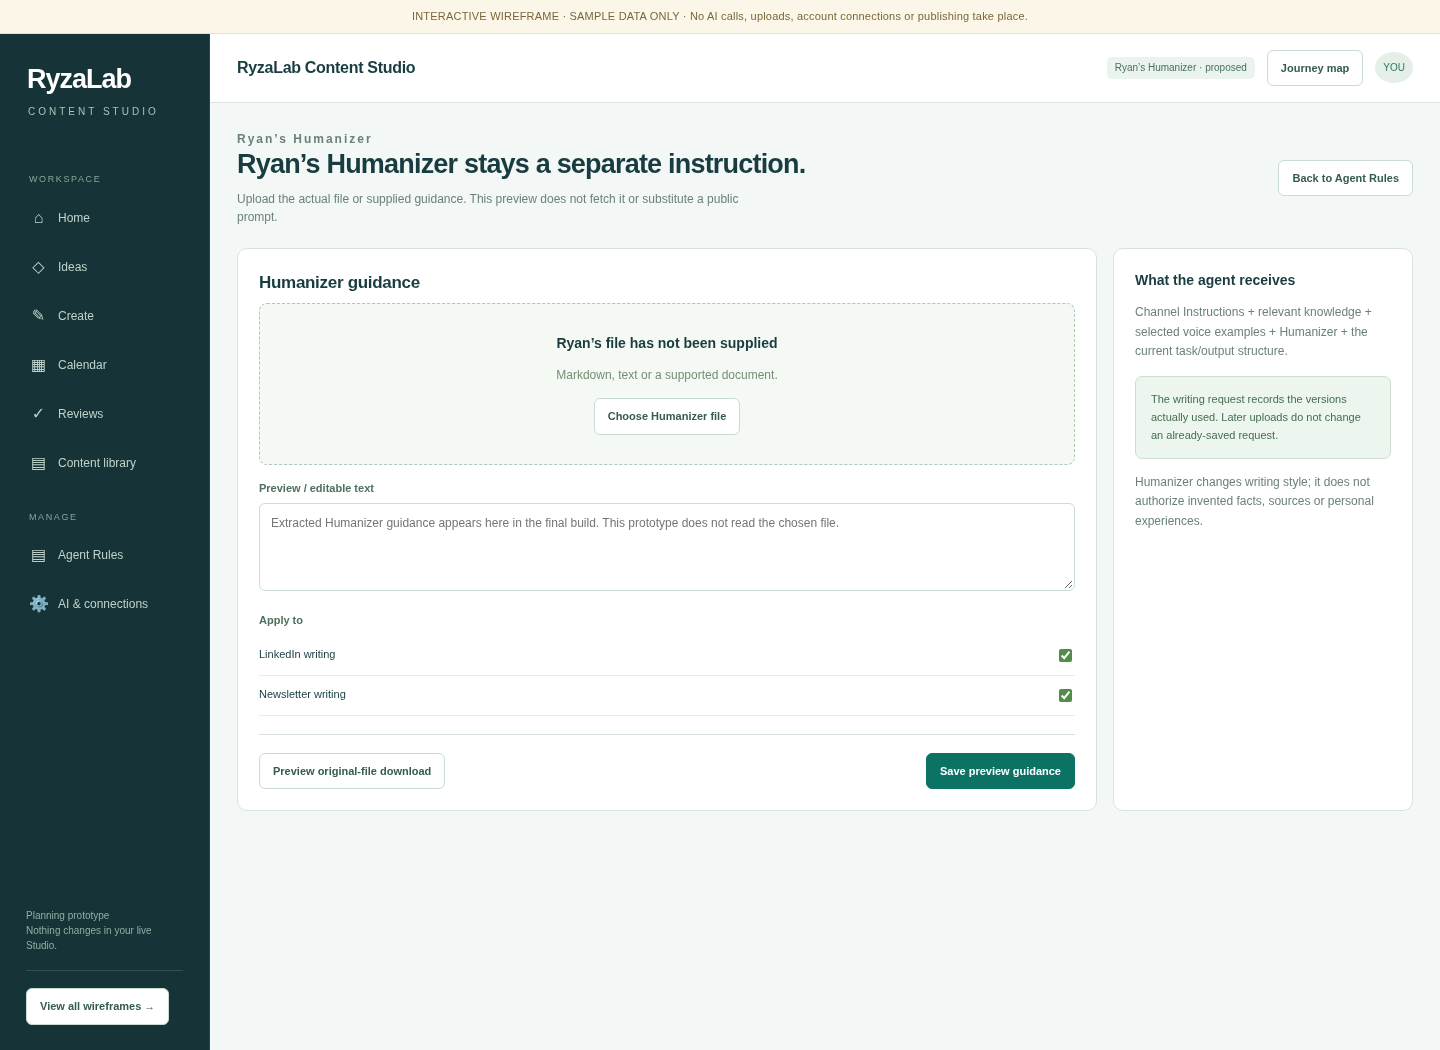 INTERACTIVE WIREFRAME · SAMPLE DATA ONLY · No AI calls, uploads, account connections or publishing take place.
RyzaLab
CONTENT STUDIO
WORKSPACE
Home
Ideas
Create
Calendar
Reviews
Content library
MANAGE
Agent Rules
AI & connections
Planning prototype
Nothing changes in your live
Studio.
View all wireframes →
RyzaLab Content Studio
Ryan’s Humanizer · proposed
Journey map
YOU
Ryan’s Humanizer
Ryan’s Humanizer stays a separate instruction.
Upload the actual file or supplied guidance. This preview does not fetch it or substitute a public
prompt.
Back to Agent Rules
Humanizer guidance
Ryan’s file has not been supplied
Markdown, text or a supported document.
Choose Humanizer file
Preview / editable text
Extracted Humanizer guidance appears here in the final build. This prototype does not read the chosen file.
Apply to
LinkedIn writing
Newsletter writing
Preview original-file download
Save preview guidance
What the agent receives
Channel Instructions + relevant knowledge +
selected voice examples + Humanizer + the
current task/output structure.
The writing request records the versions
actually used. Later uploads do not change
an already-saved request.
Humanizer changes writing style; it does not
authorize invented facts, sources or personal
experiences.